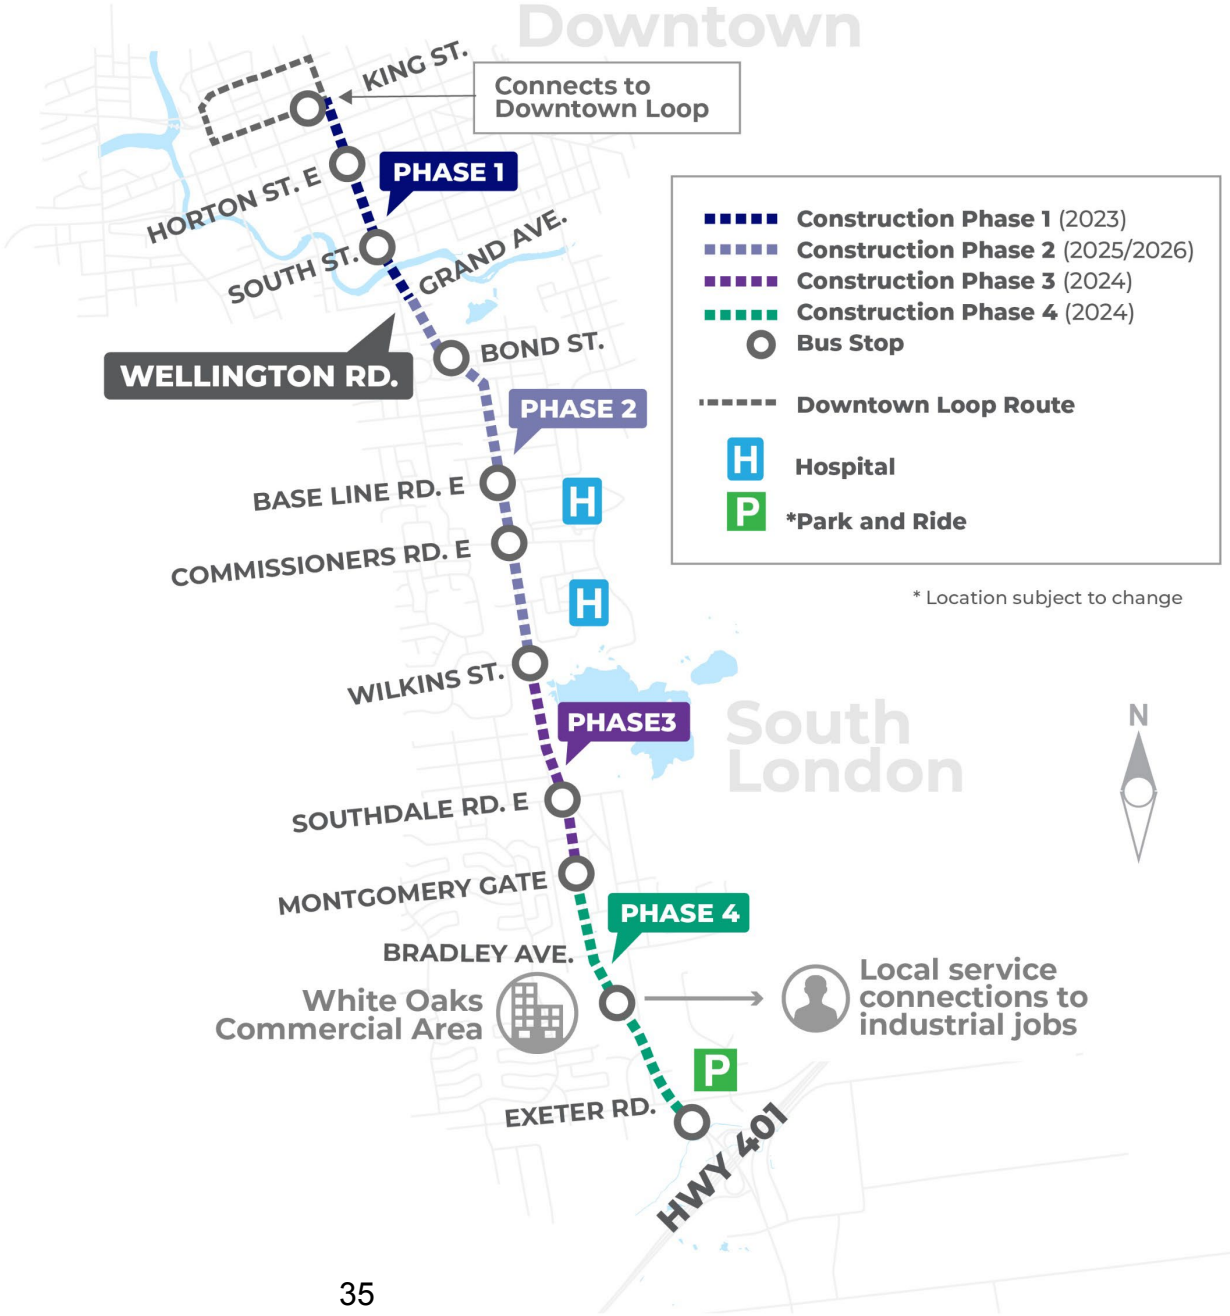 Downtown
KING ST.
Connects to
Downtown Loop
HORTON ST. E
PHASE 1
SOUTH ST.
GRAND AVE.
Construction Phase 1 (2023)
Construction Phase 2 (2025/2026)
Construction Phase 3 (2024)
Construction Phase 4 (2024)
Bus Stop
Downtown Loop Route
H Hospital
P *Park and Ride
* Location subject to change
WELLINGTON RD.
BOND ST.
PHASE 2
BASE LINE RD. E
H
COMMISSIONERS RD. E
H
WILKINS ST.
PHASE3
South
London
N
SOUTHDALE RD. E
MONTGOMERY GATE
PHASE 4
BRADLEY AVE.
White Oaks
Commercial Area
Local service
connections to
industrial jobs
P
EXETER RD.
HWY 401
35